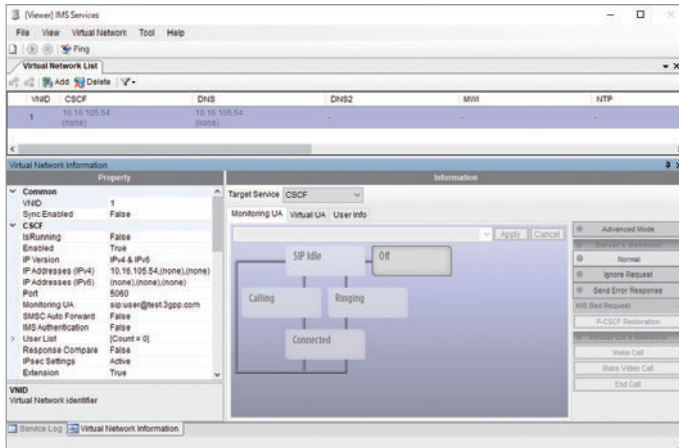 [Viewer] IMS Services
File View Virtual Network Tool Help
Ping
Virtual Network List
Add Delete
VNID CSCF DNS DNS2 MWI NTP
1 10.16.105.54 10.16.105.54 - - -
(none) (none)
Virtual Network Information
Property
Common
VNID 1
Sync Enabled False
CSCF
IsRunning False
Enabled True
IP Version IPv4 & IPv6
IP Addresses (IPv4) 10.16.105.54,(none),(none)
IP Addresses (IPv6) (none),(none),(none)
Port 5060
Monitoring UA sip:user@test.3gpp.com
SMSC Auto Forward False
IMS Authentication False
User List [Count = 0]
Response Compare False
IPsec Settings Active
Extension True
VNID
Virtual Network identifier
Information
Target Service CSCF
Monitoring UA Virtual UA User Info
Apply Cancel
SIP Idle Off
Calling Ringing
Connected
Advanced Mode
Server's Behavior
Normal
Ignore Request
Send Error Response
400 Bad Request
P-CSCF Restoration
Virtual UA's Behavior
Make Call
Make Video Call
End Call
Service Log Virtual Network Information